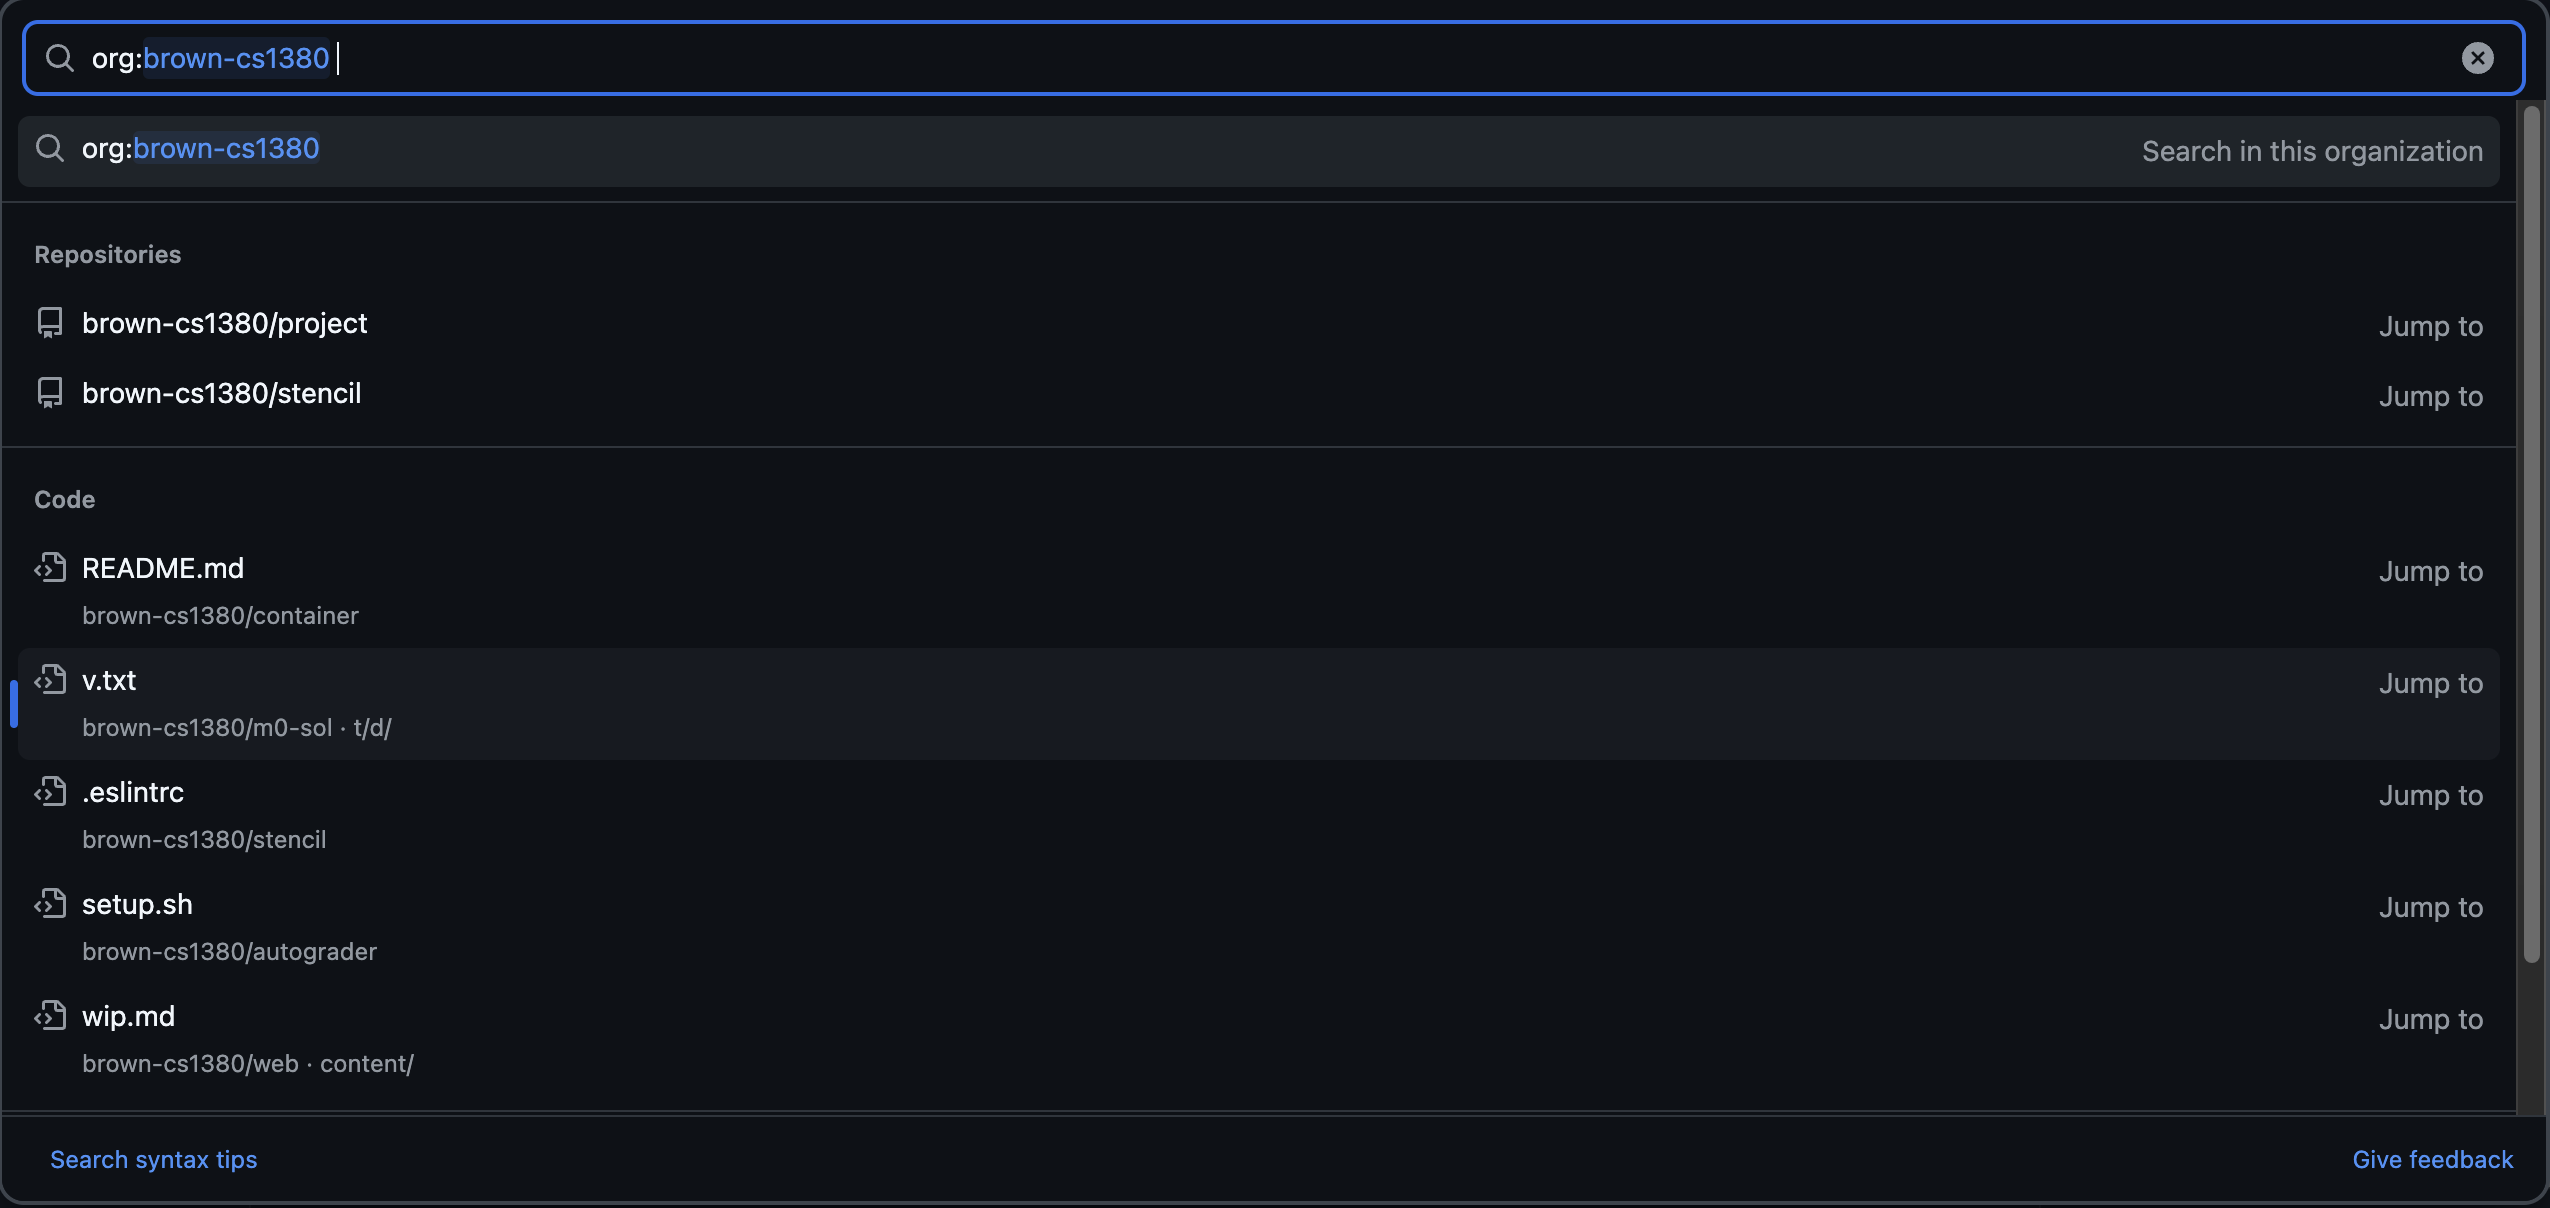 org:brown-cs1380
org:brown-cs1380 Search in this organization
Repositories
brown-cs1380/project Jump to
brown-cs1380/stencil Jump to
Code
README.md Jump to
brown-cs1380/container
v.txt Jump to
brown-cs1380/m0-sol · t/d/
.eslintrc Jump to
brown-cs1380/stencil
setup.sh Jump to
brown-cs1380/autograder
wip.md Jump to
brown-cs1380/web · content/
Search syntax tips Give feedback